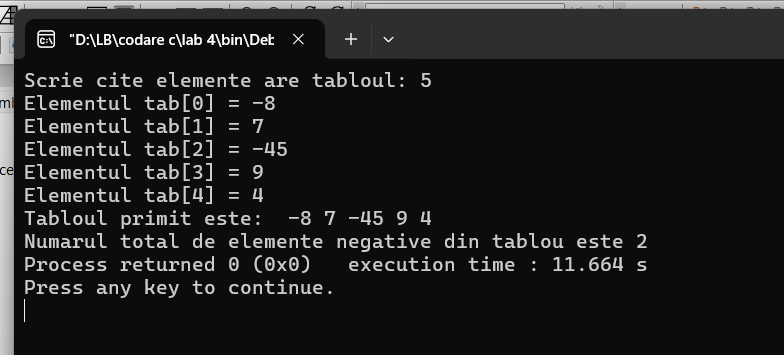 "D:\LB\codare c\lab 4\bin\Deb
Scrie cite elemente are tabloul: 5
Elementul tab[0] = -8
Elementul tab[1] = 7
Elementul tab[2] = -45
Elementul tab[3] = 9
Elementul tab[4] = 4
Tabloul primit este:  -8 7 -45 9 4
Numarul total de elemente negative din tablou este 2
Process returned 0 (0x0)   execution time : 11.664 s
Press any key to continue.